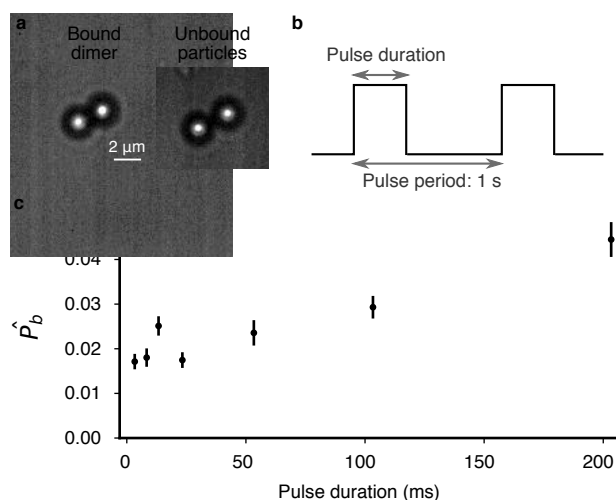 a
Bound
dimer
Unbound
particles
2 μm
b
Pulse duration
Pulse period: 1 s
c
0.04
0.03
0.02
0.01
0.00
P̂b
0
50
100
150
200
Pulse duration (ms)